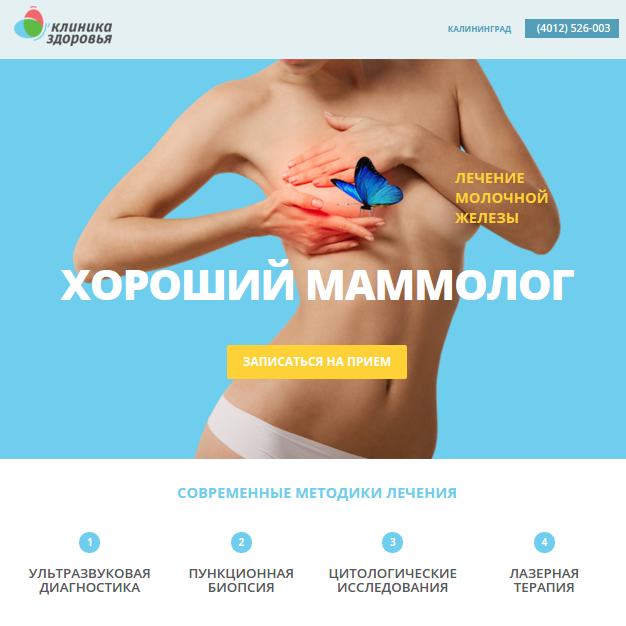 клиника
здоровья
КАЛИНИНГРАД
(4012) 526-003
ЛЕЧЕНИЕ
МОЛОЧНОЙ
ЖЕЛЕЗЫ
ХОРОШИЙ МАММОЛОГ
ЗАПИСАТЬСЯ НА ПРИЕМ
СОВРЕМЕННЫЕ МЕТОДИКИ ЛЕЧЕНИЯ
1
УЛЬТРАЗВУКОВАЯ
ДИАГНОСТИКА
2
ПУНКЦИОННАЯ
БИОПСИЯ
3
ЦИТОЛОГИЧЕСКИЕ
ИССЛЕДОВАНИЯ
4
ЛАЗЕРНАЯ
ТЕРАПИЯ